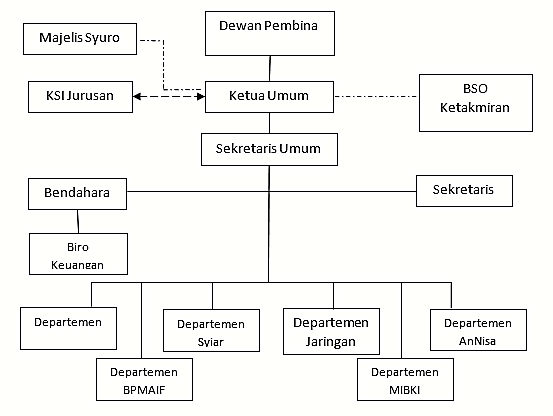 Dewan Pembina
Majelis Syuro
KSI Jurusan
Ketua Umum
BSO
Ketakmiran
Sekretaris Umum
Bendahara
Sekretaris
Biro
Keuangan
Departemen
Departemen
Syiar
Departemen
Jaringan
Departemen
AnNisa
Departemen
BPMAIF
Departemen
MIBKI